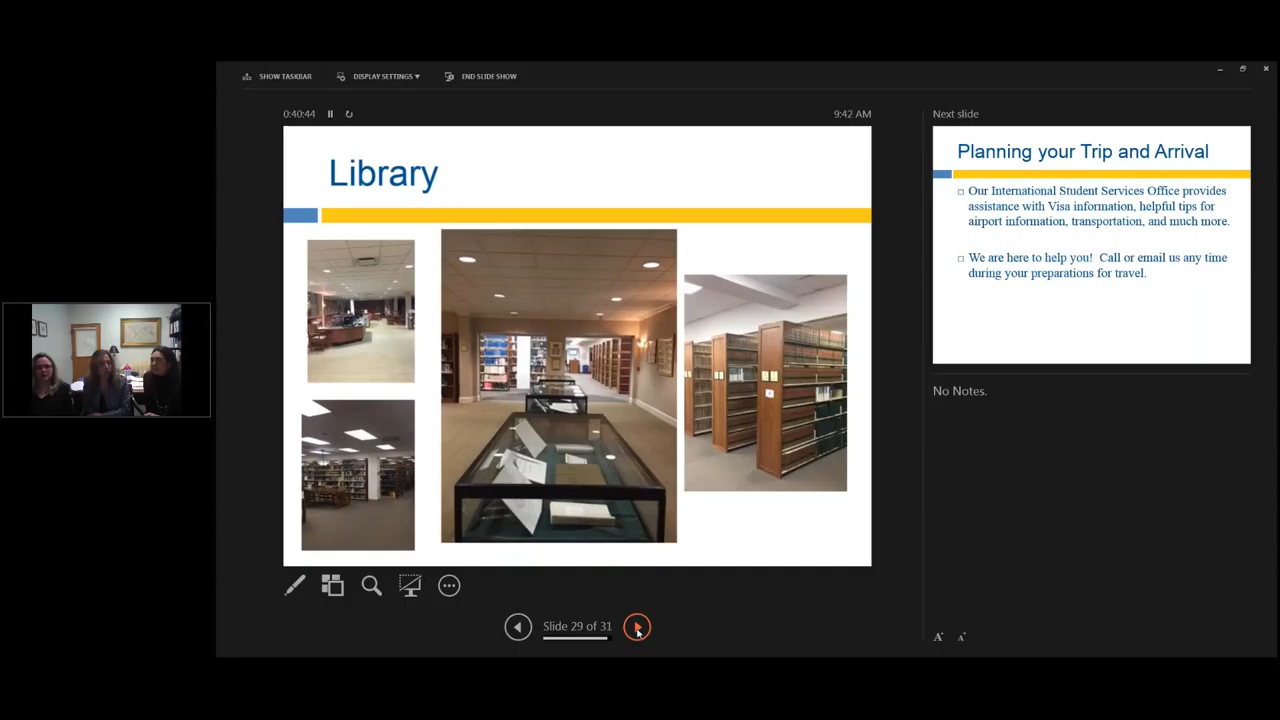 SHOW TASKBAR
DISPLAY SETTINGS
END SLIDE SHOW
0:40:44
9:42 AM
Library
Slide 29 of 31
Next slide
Planning your Trip and Arrival
Our International Student Services Office provides
assistance with Visa information, helpful tips for
airport information, transportation, and much more.
We are here to help you! Call or email us any time
during your preparations for travel.
No Notes.
A A